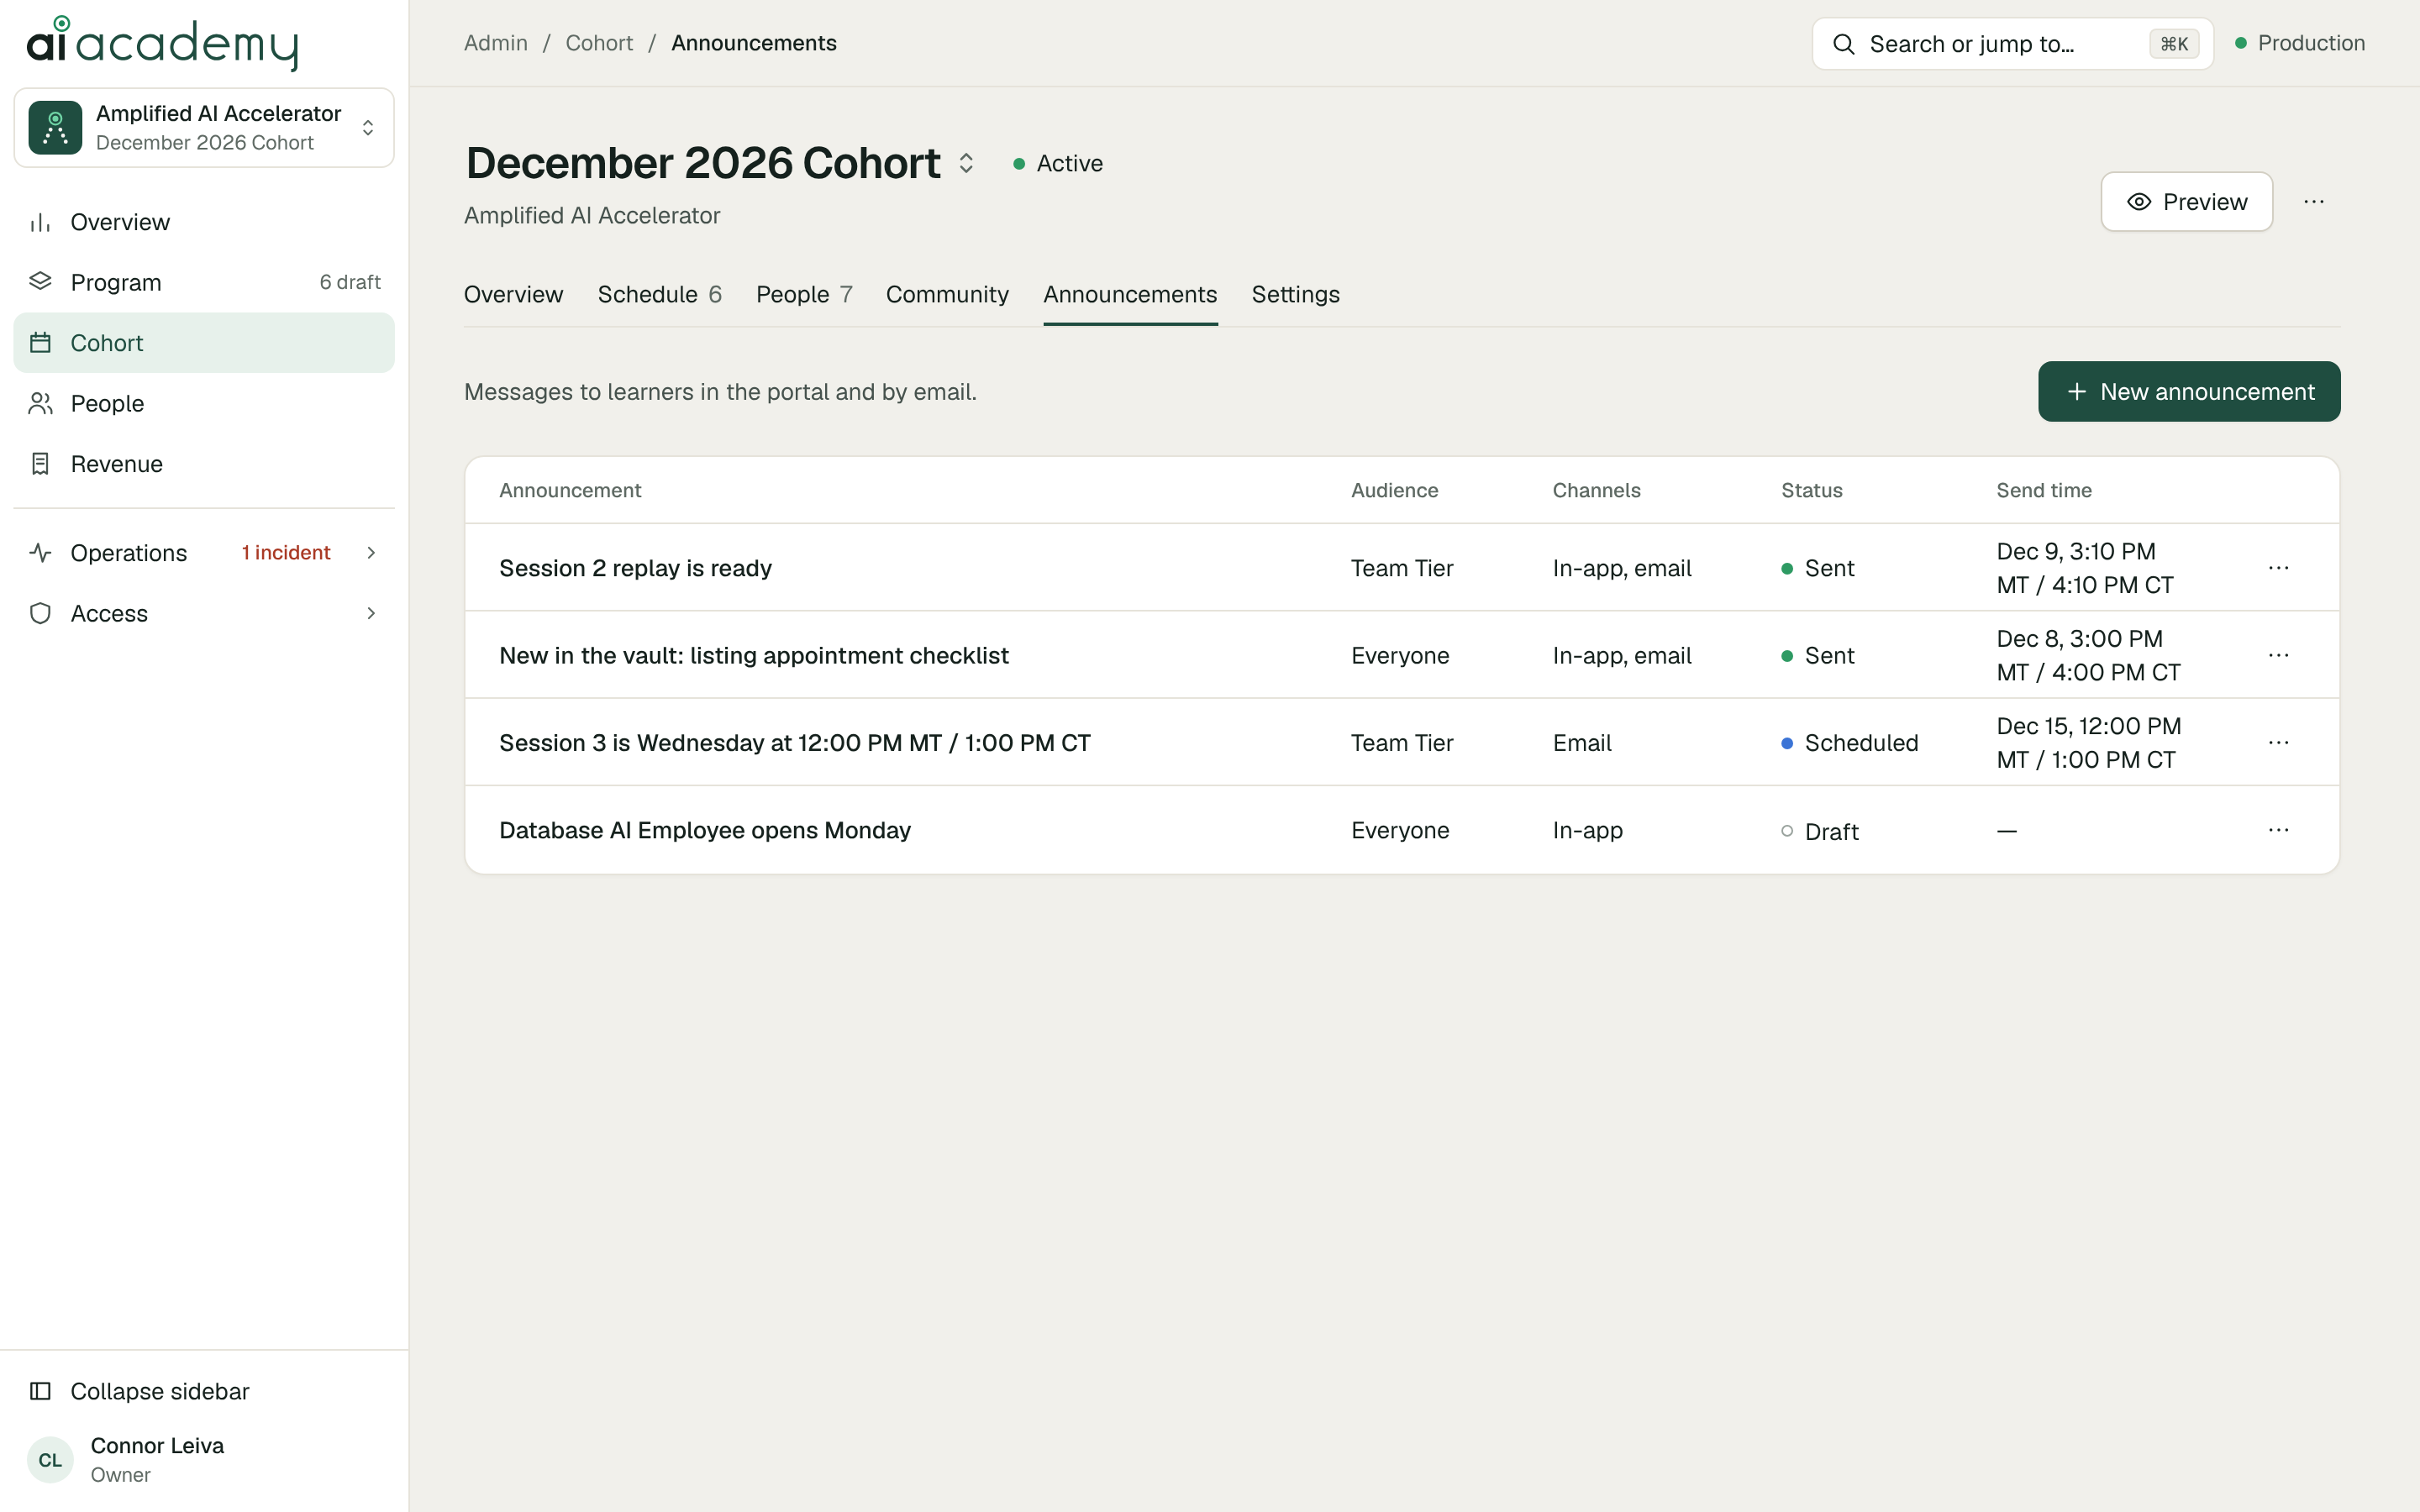 ai academy
Amplified AI Accelerator
December 2026 Cohort
Overview
Program 6 draft
Cohort
People
Revenue
Operations 1 incident
Access
Collapse sidebar
CL
Connor Leiva
Owner
Admin / Cohort / Announcements
Search or jump to... ⌘K
Production
December 2026 Cohort Active
Amplified AI Accelerator
Preview
Overview Schedule 6 People 7 Community Announcements Settings
Messages to learners in the portal and by email.
+ New announcement
Announcement Audience Channels Status Send time
Session 2 replay is ready Team Tier In-app, email Sent Dec 9, 3:10 PM
MT / 4:10 PM CT
New in the vault: listing appointment checklist Everyone In-app, email Sent Dec 8, 3:00 PM
MT / 4:00 PM CT
Session 3 is Wednesday at 12:00 PM MT / 1:00 PM CT Team Tier Email Scheduled Dec 15, 12:00 PM
MT / 1:00 PM CT
Database AI Employee opens Monday Everyone In-app Draft —